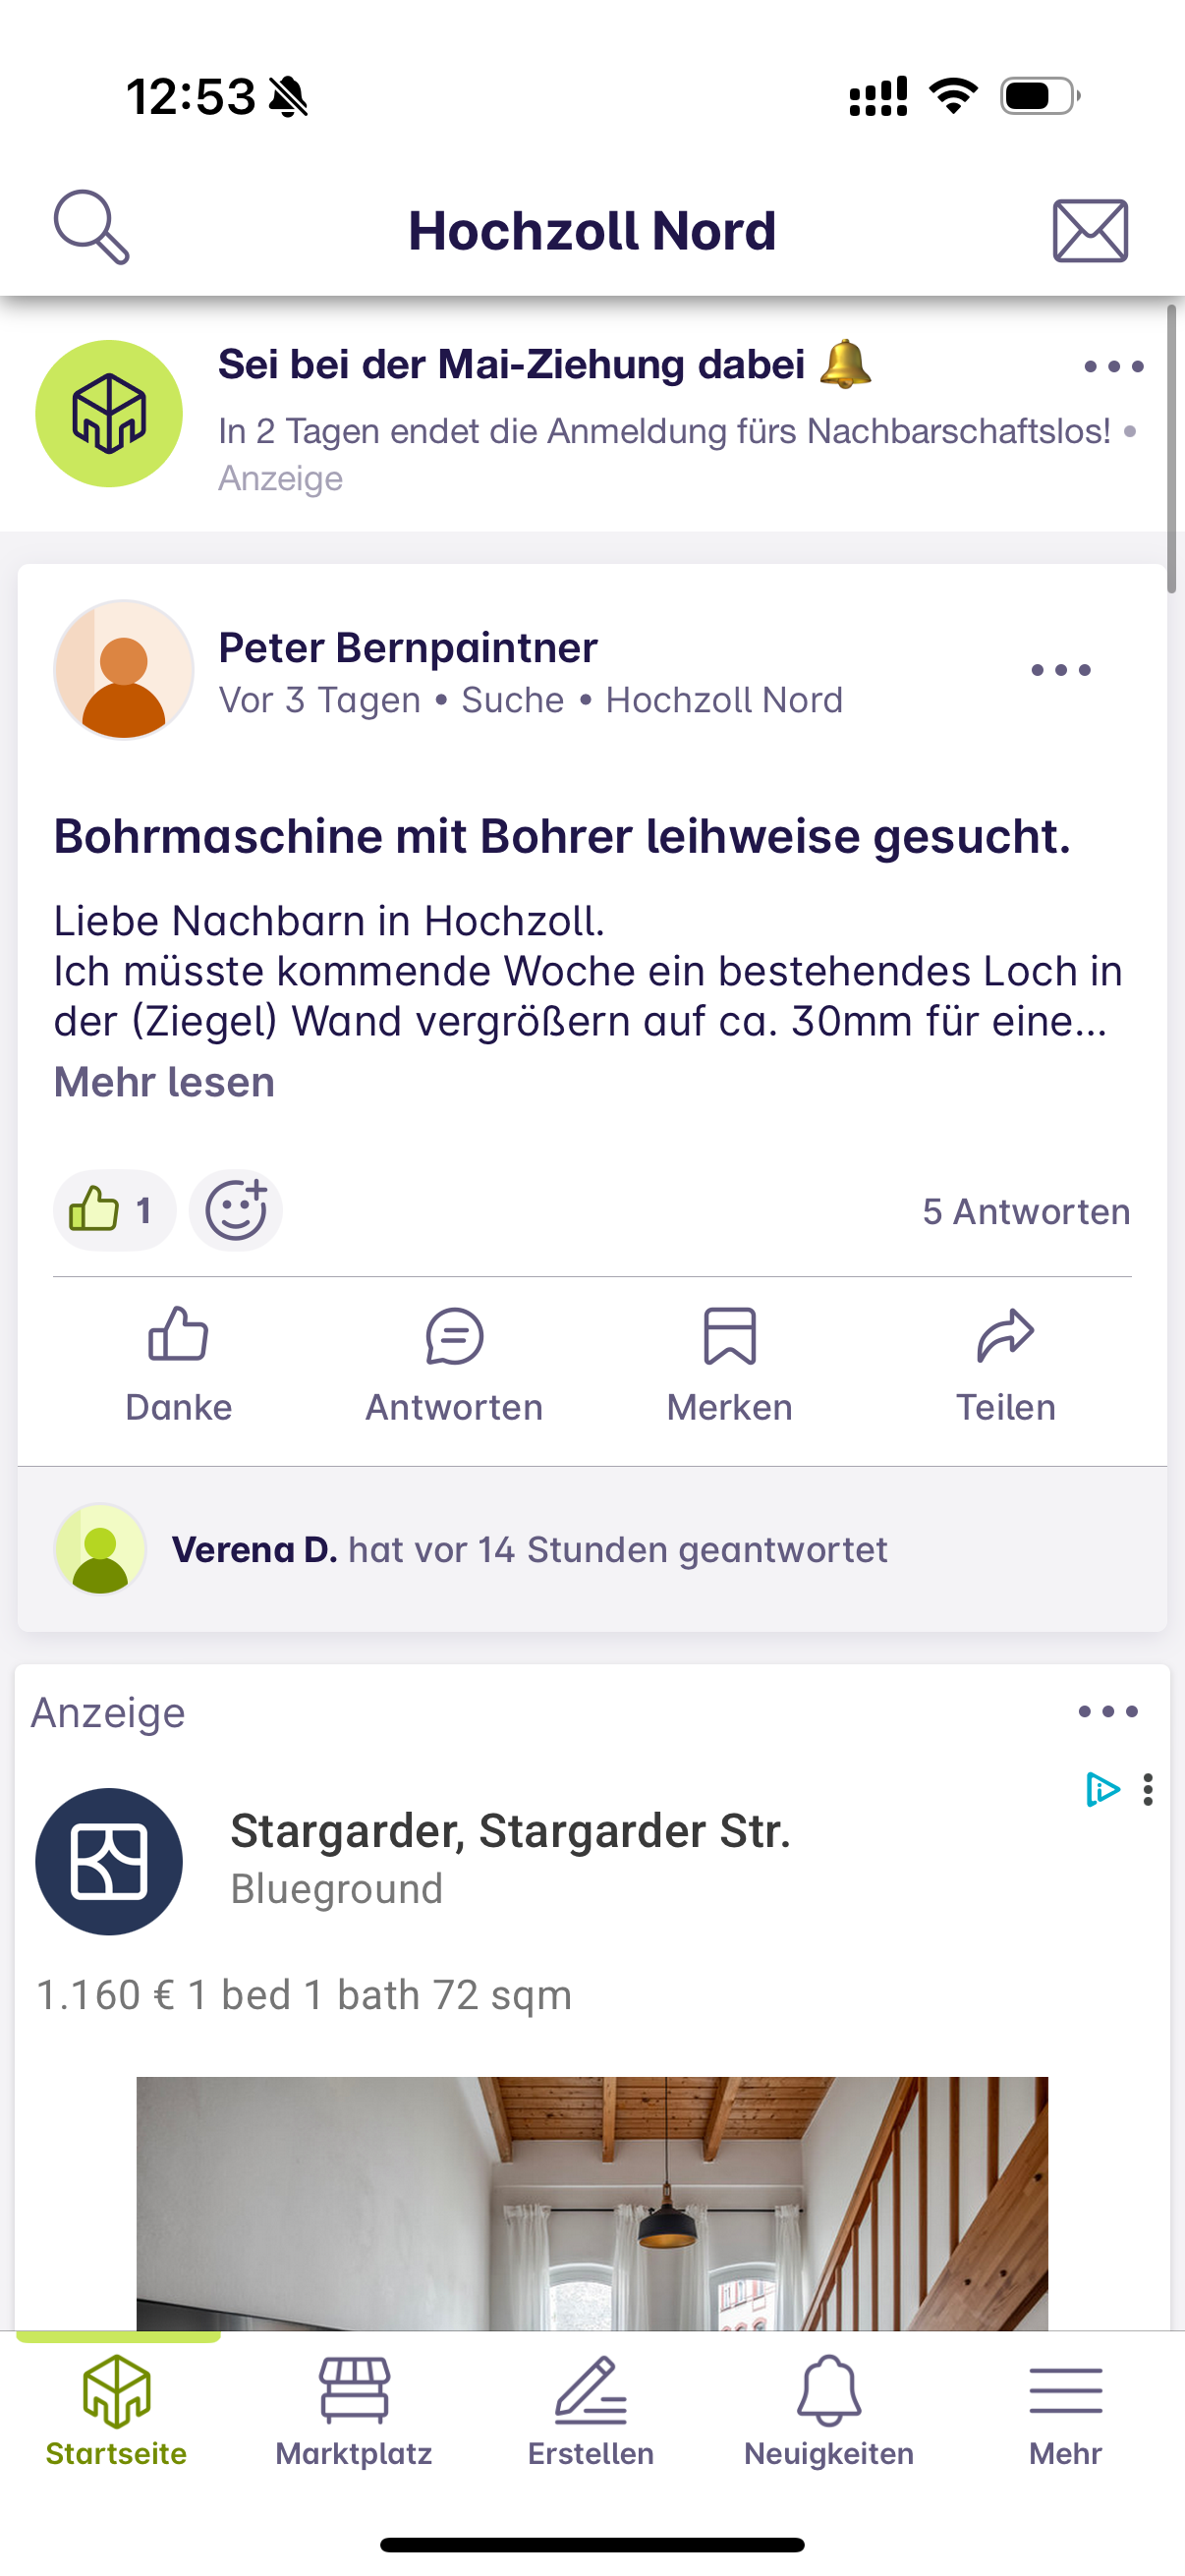 12:53
Hochzoll Nord
Sei bei der Mai-Ziehung dabei 🔔
In 2 Tagen endet die Anmeldung fürs Nachbarschaftslos! •
Anzeige
Peter Bernpaintner
Vor 3 Tagen • Suche • Hochzoll Nord
Bohrmaschine mit Bohrer leihweise gesucht.
Liebe Nachbarn in Hochzoll.
Ich müsste kommende Woche ein bestehendes Loch in
der (Ziegel) Wand vergrößern auf ca. 30mm für eine...
Mehr lesen
1
5 Antworten
Danke
Antworten
Merken
Teilen
Verena D. hat vor 14 Stunden geantwortet
Anzeige
Stargarder, Stargarder Str.
Blueground
1.160 € 1 bed 1 bath 72 sqm
Startseite
Marktplatz
Erstellen
Neuigkeiten
Mehr